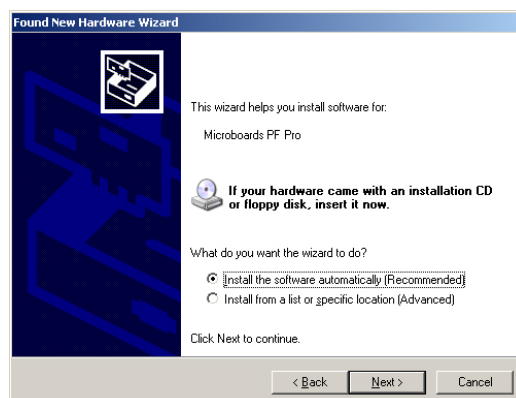 Found New Hardware Wizard
This wizard helps you install software for:
Microboards PF Pro
If your hardware came with an installation CD
or floppy disk, insert it now.
What do you want the wizard to do?
Install the software automatically (Recommended)
Install from a list or specific location (Advanced)
Click Next to continue.
< Back Next > Cancel